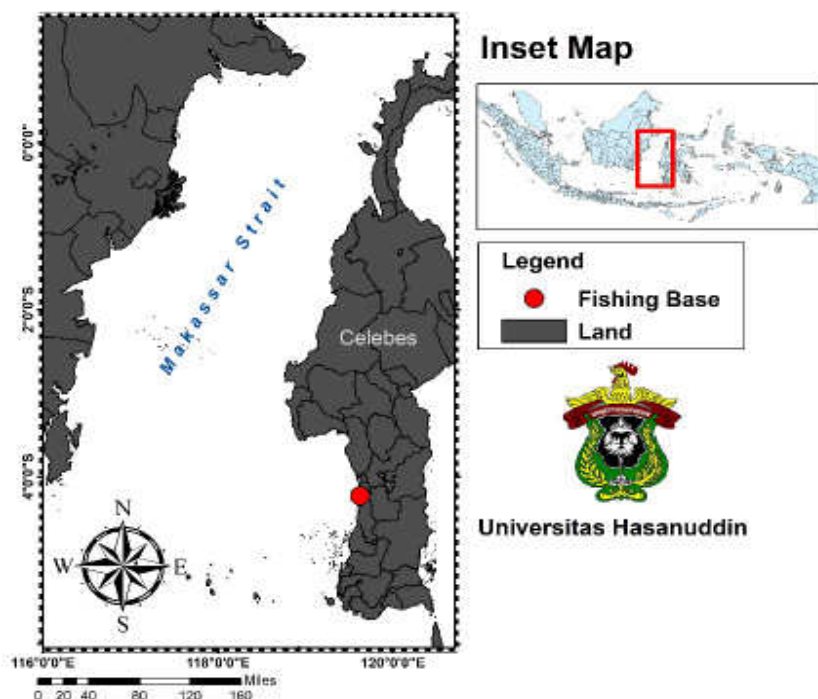 Inset Map
Legend
Fishing Base
Land
Universitas Hasanuddin
Makassar Strait
Celebes
0°0'0"
2°0'0"S
4°0'0"S
N
W
E
S
116°0'0"E
118°0'0"E
120°0'0"E
Miles
0 20 40 80 120 160